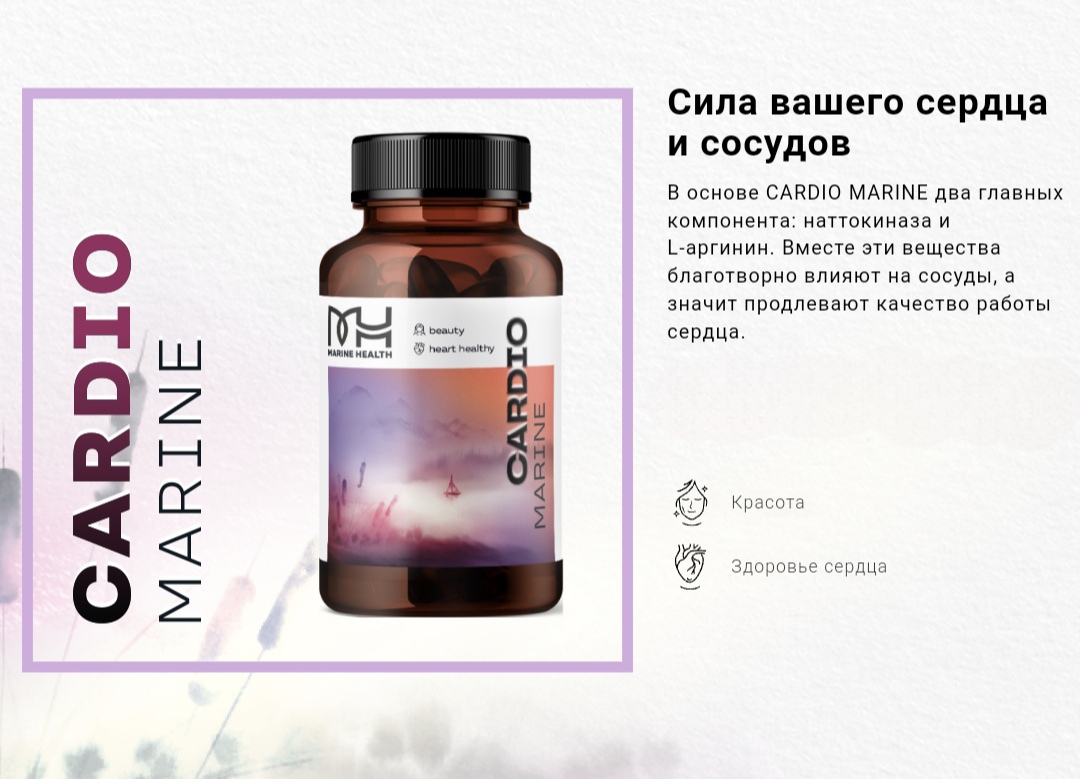 CARDIO
MARINE
MH
MARINE HEALTH
beauty
heart healthy
CARDIO
MARINE
Сила вашего сердца
и сосудов
В основе CARDIO MARINE два главных
компонента: наттокиназа и
L-аргинин. Вместе эти вещества
благотворно влияют на сосуды, а
значит продлевают качество работы
сердца.
Красота
Здоровье сердца